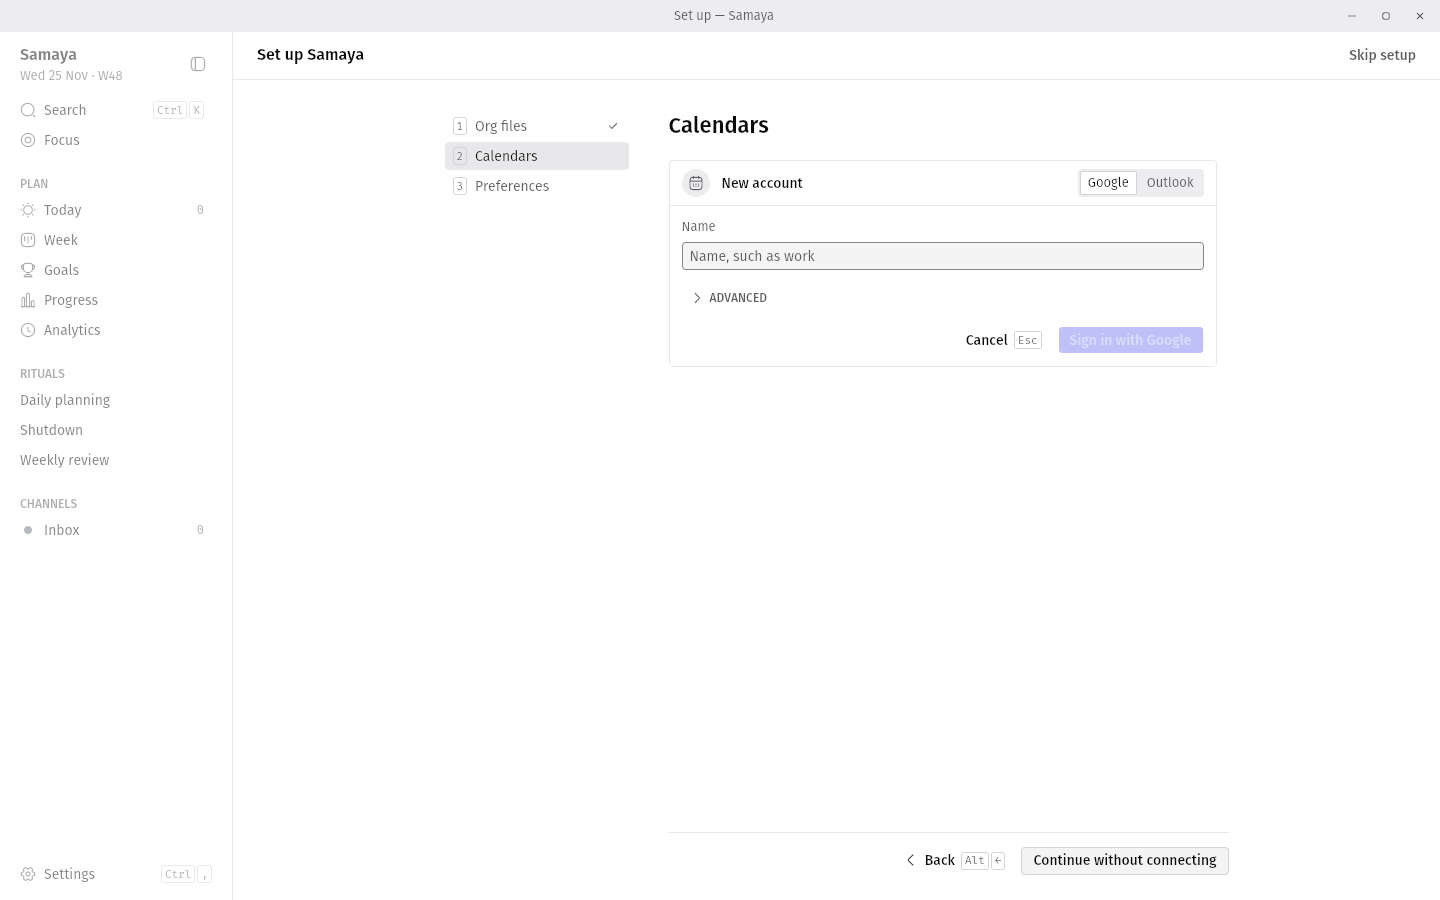 Set up — Samaya
Samaya
Wed 25 Nov · W48
Search Ctrl K
Focus
PLAN
Today 0
Week
Goals
Progress
Analytics
RITUALS
Daily planning
Shutdown
Weekly review
CHANNELS
Inbox 0
Settings Ctrl ,
Set up Samaya
Skip setup
1 Org files
2 Calendars
3 Preferences
Calendars
New account
Google Outlook
Name
Name, such as work
ADVANCED
Cancel Esc
Sign in with Google
Back Alt ←
Continue without connecting